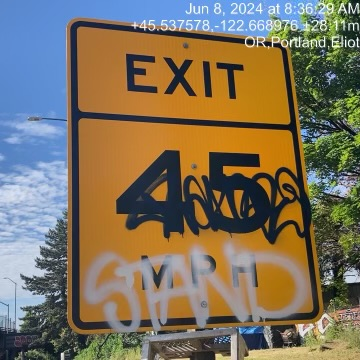 Jun 8, 2024 at 8:36:29 AM
+45.537578,-122.668976,±28.11m
OR,Portland,Eliot
EXIT
45
MPH
STAND